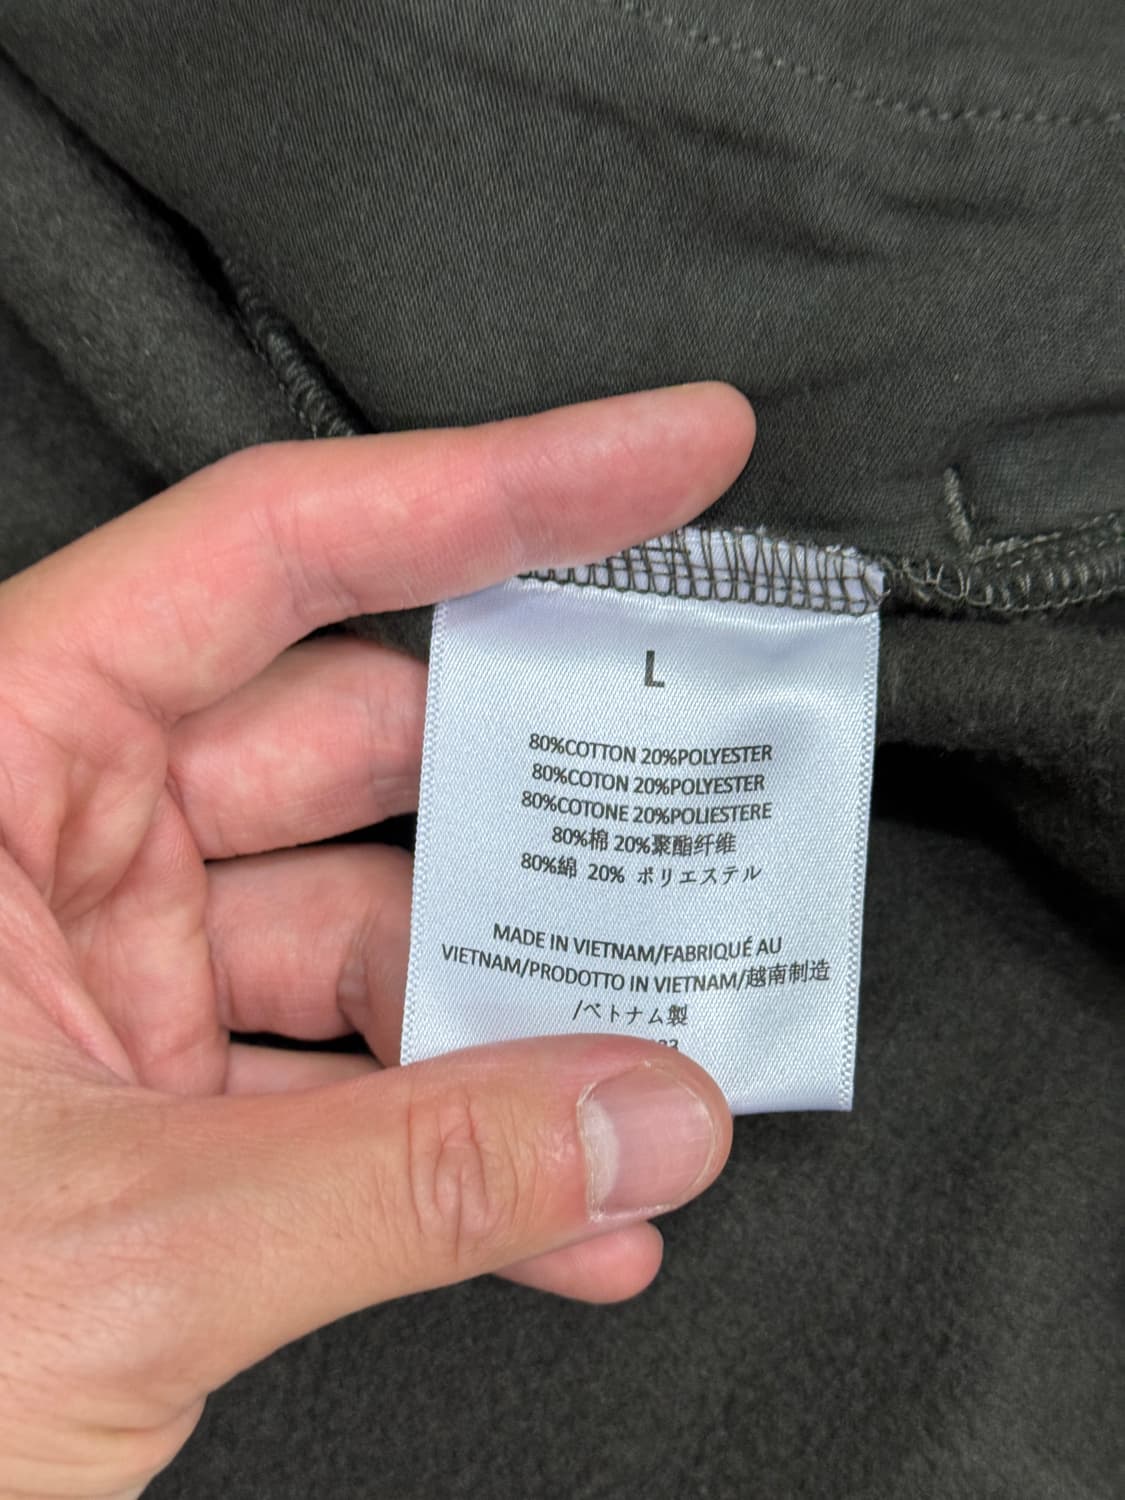 L
80%COTTON 20%POLYESTER
80%COTON 20%POLYESTER
80%COTONE 20%POLIESTERE
80%棉 20%聚酯纤维
80%綿 20% ポリエステル
MADE IN VIETNAM/FABRIQUÉ AU
VIETNAM/PRODOTTO IN VIETNAM/越南制造
/ベトナム製